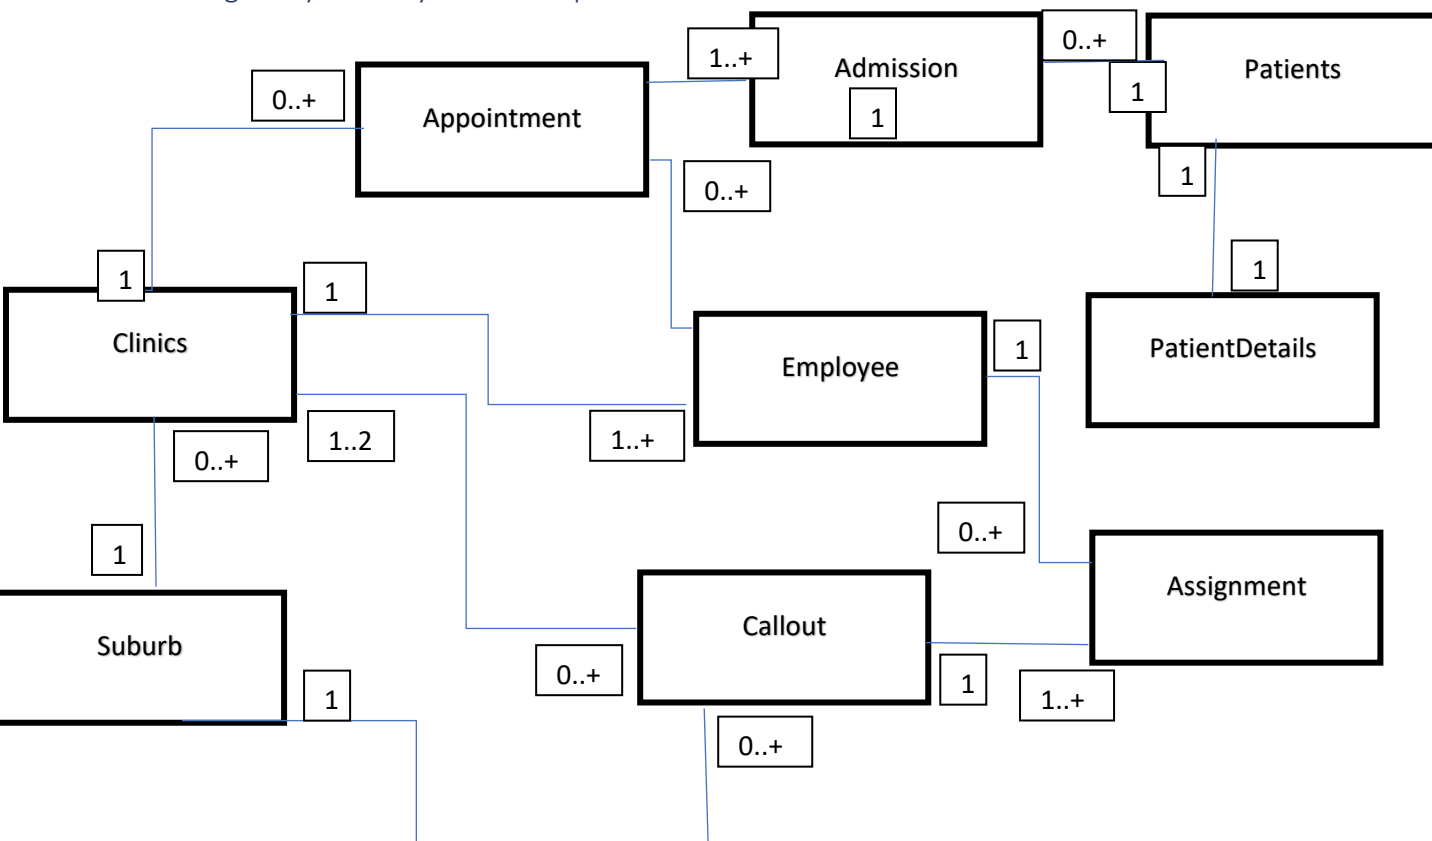 0..+
1..+
Admission
0..+
Patients
Appointment
1
1
1
0..+
1
1
1
Clinics
Employee
1
PatientDetails
0..+
1..2
1..+
1
0..+
Assignment
Suburb
Callout
1
0..+
1
1..+
0..+